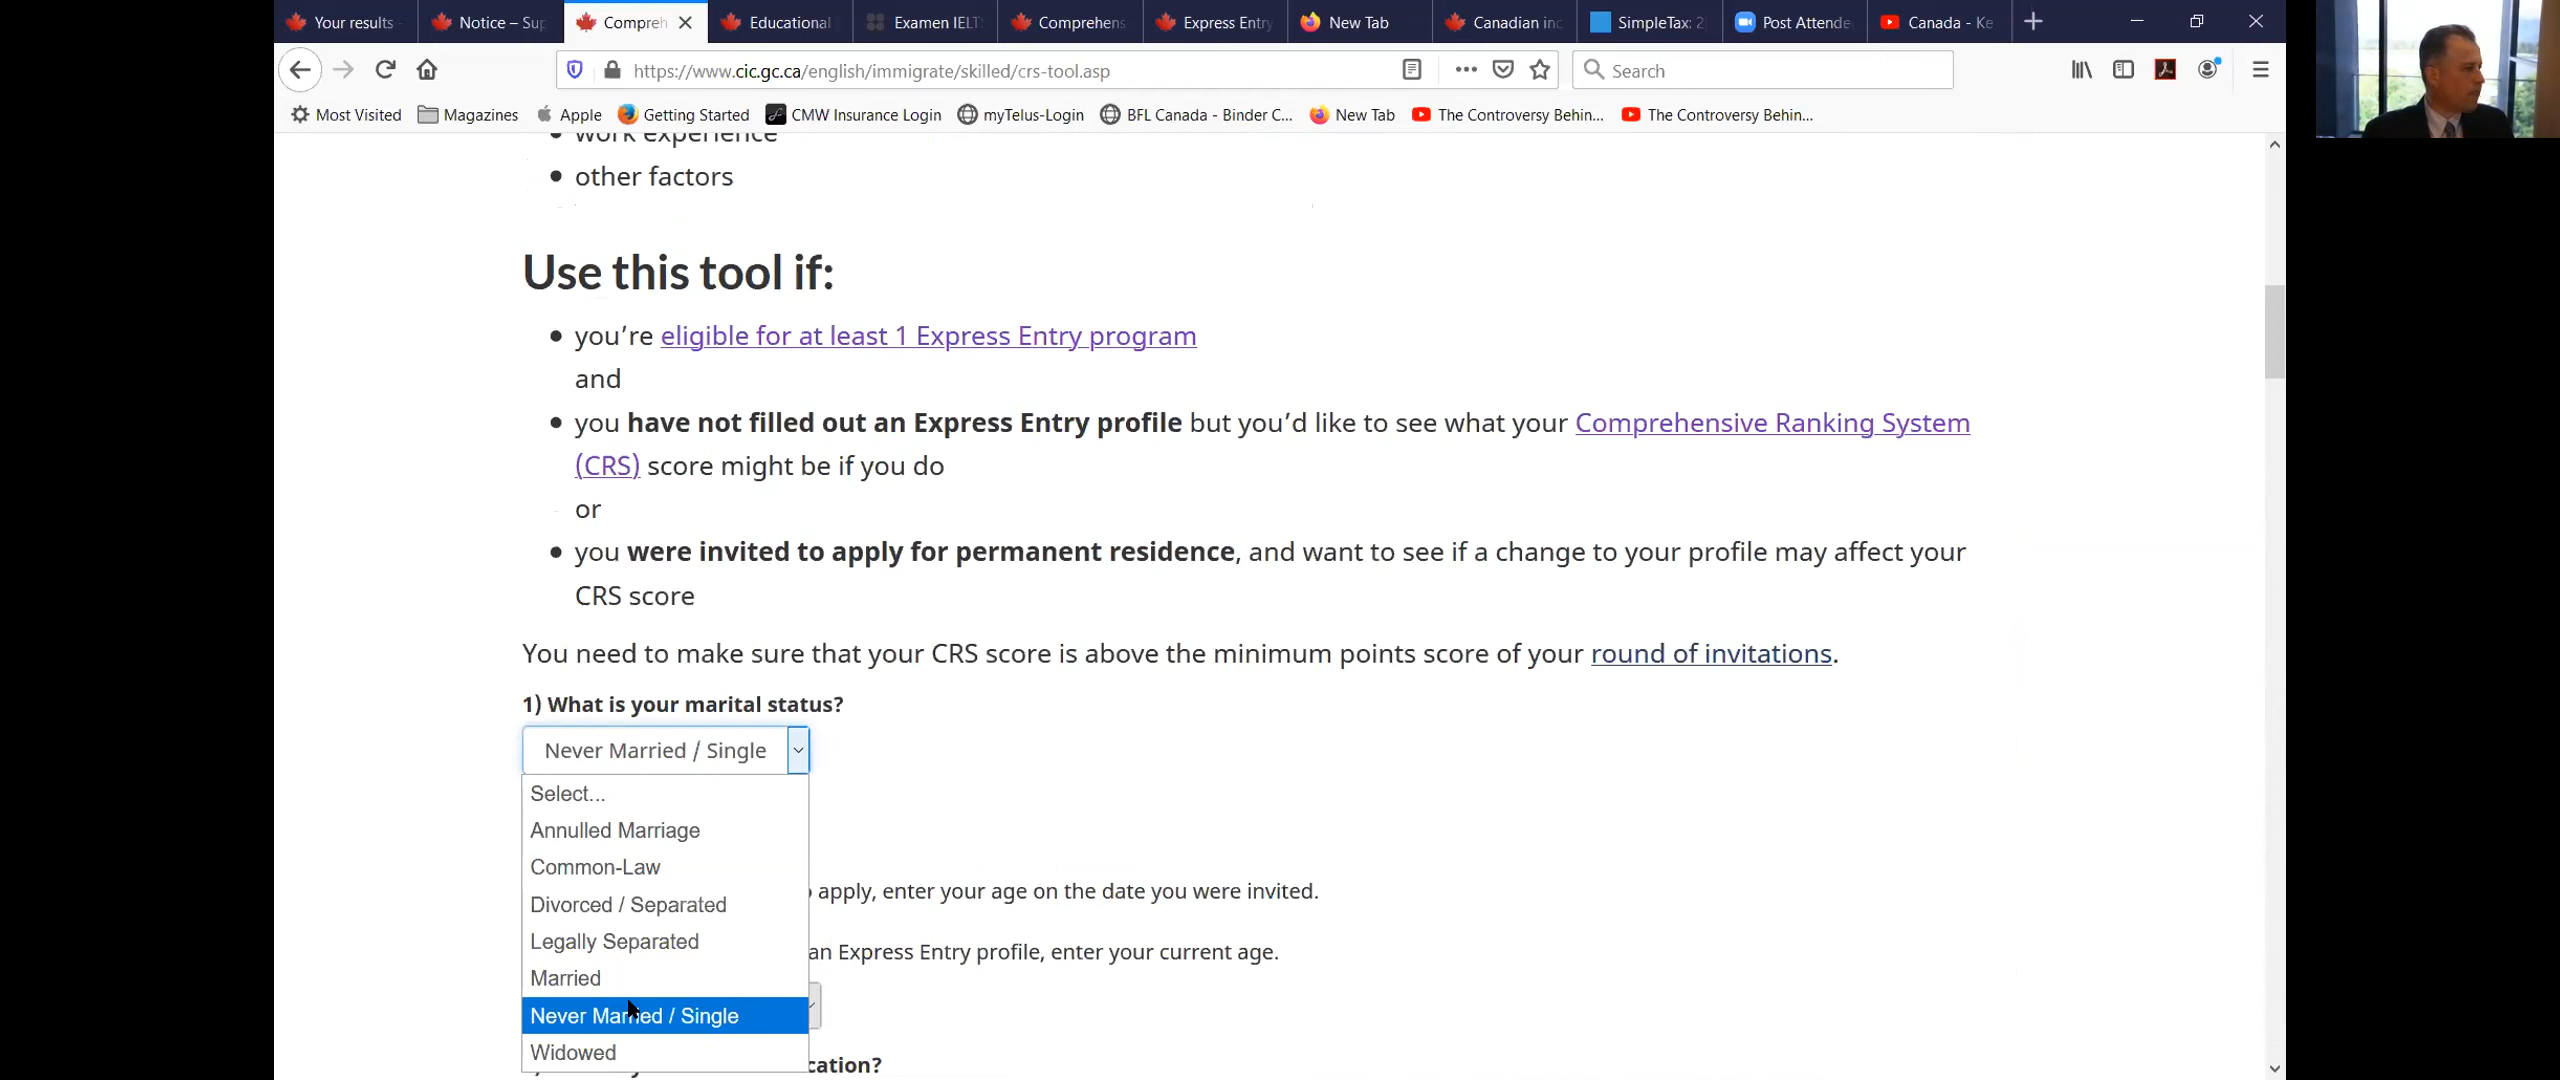 Your results
Notice – Sup
Compreh
Educational
Examen IELT
Comprehens
Express Entry
New Tab
Canadian inc
SimpleTax: 2
Post Attende
Canada - Ke
https://www.cic.gc.ca/english/immigrate/skilled/crs-tool.asp
Search
Most Visited
Magazines
Apple
Getting Started
CMW Insurance Login
myTelus-Login
BFL Canada - Binder C...
New Tab
The Controversy Behin...
The Controversy Behin...
work experience
other factors
Use this tool if:
you're eligible for at least 1 Express Entry program
and
you have not filled out an Express Entry profile but you'd like to see what your Comprehensive Ranking System
(CRS) score might be if you do
or
you were invited to apply for permanent residence, and want to see if a change to your profile may affect your
CRS score
You need to make sure that your CRS score is above the minimum points score of your round of invitations.
1) What is your marital status?
Never Married / Single
Select...
Annulled Marriage
Common-Law
apply, enter your age on the date you were invited.
Divorced / Separated
Legally Separated
an Express Entry profile, enter your current age.
Married
Never Married / Single
Widowed
cation?